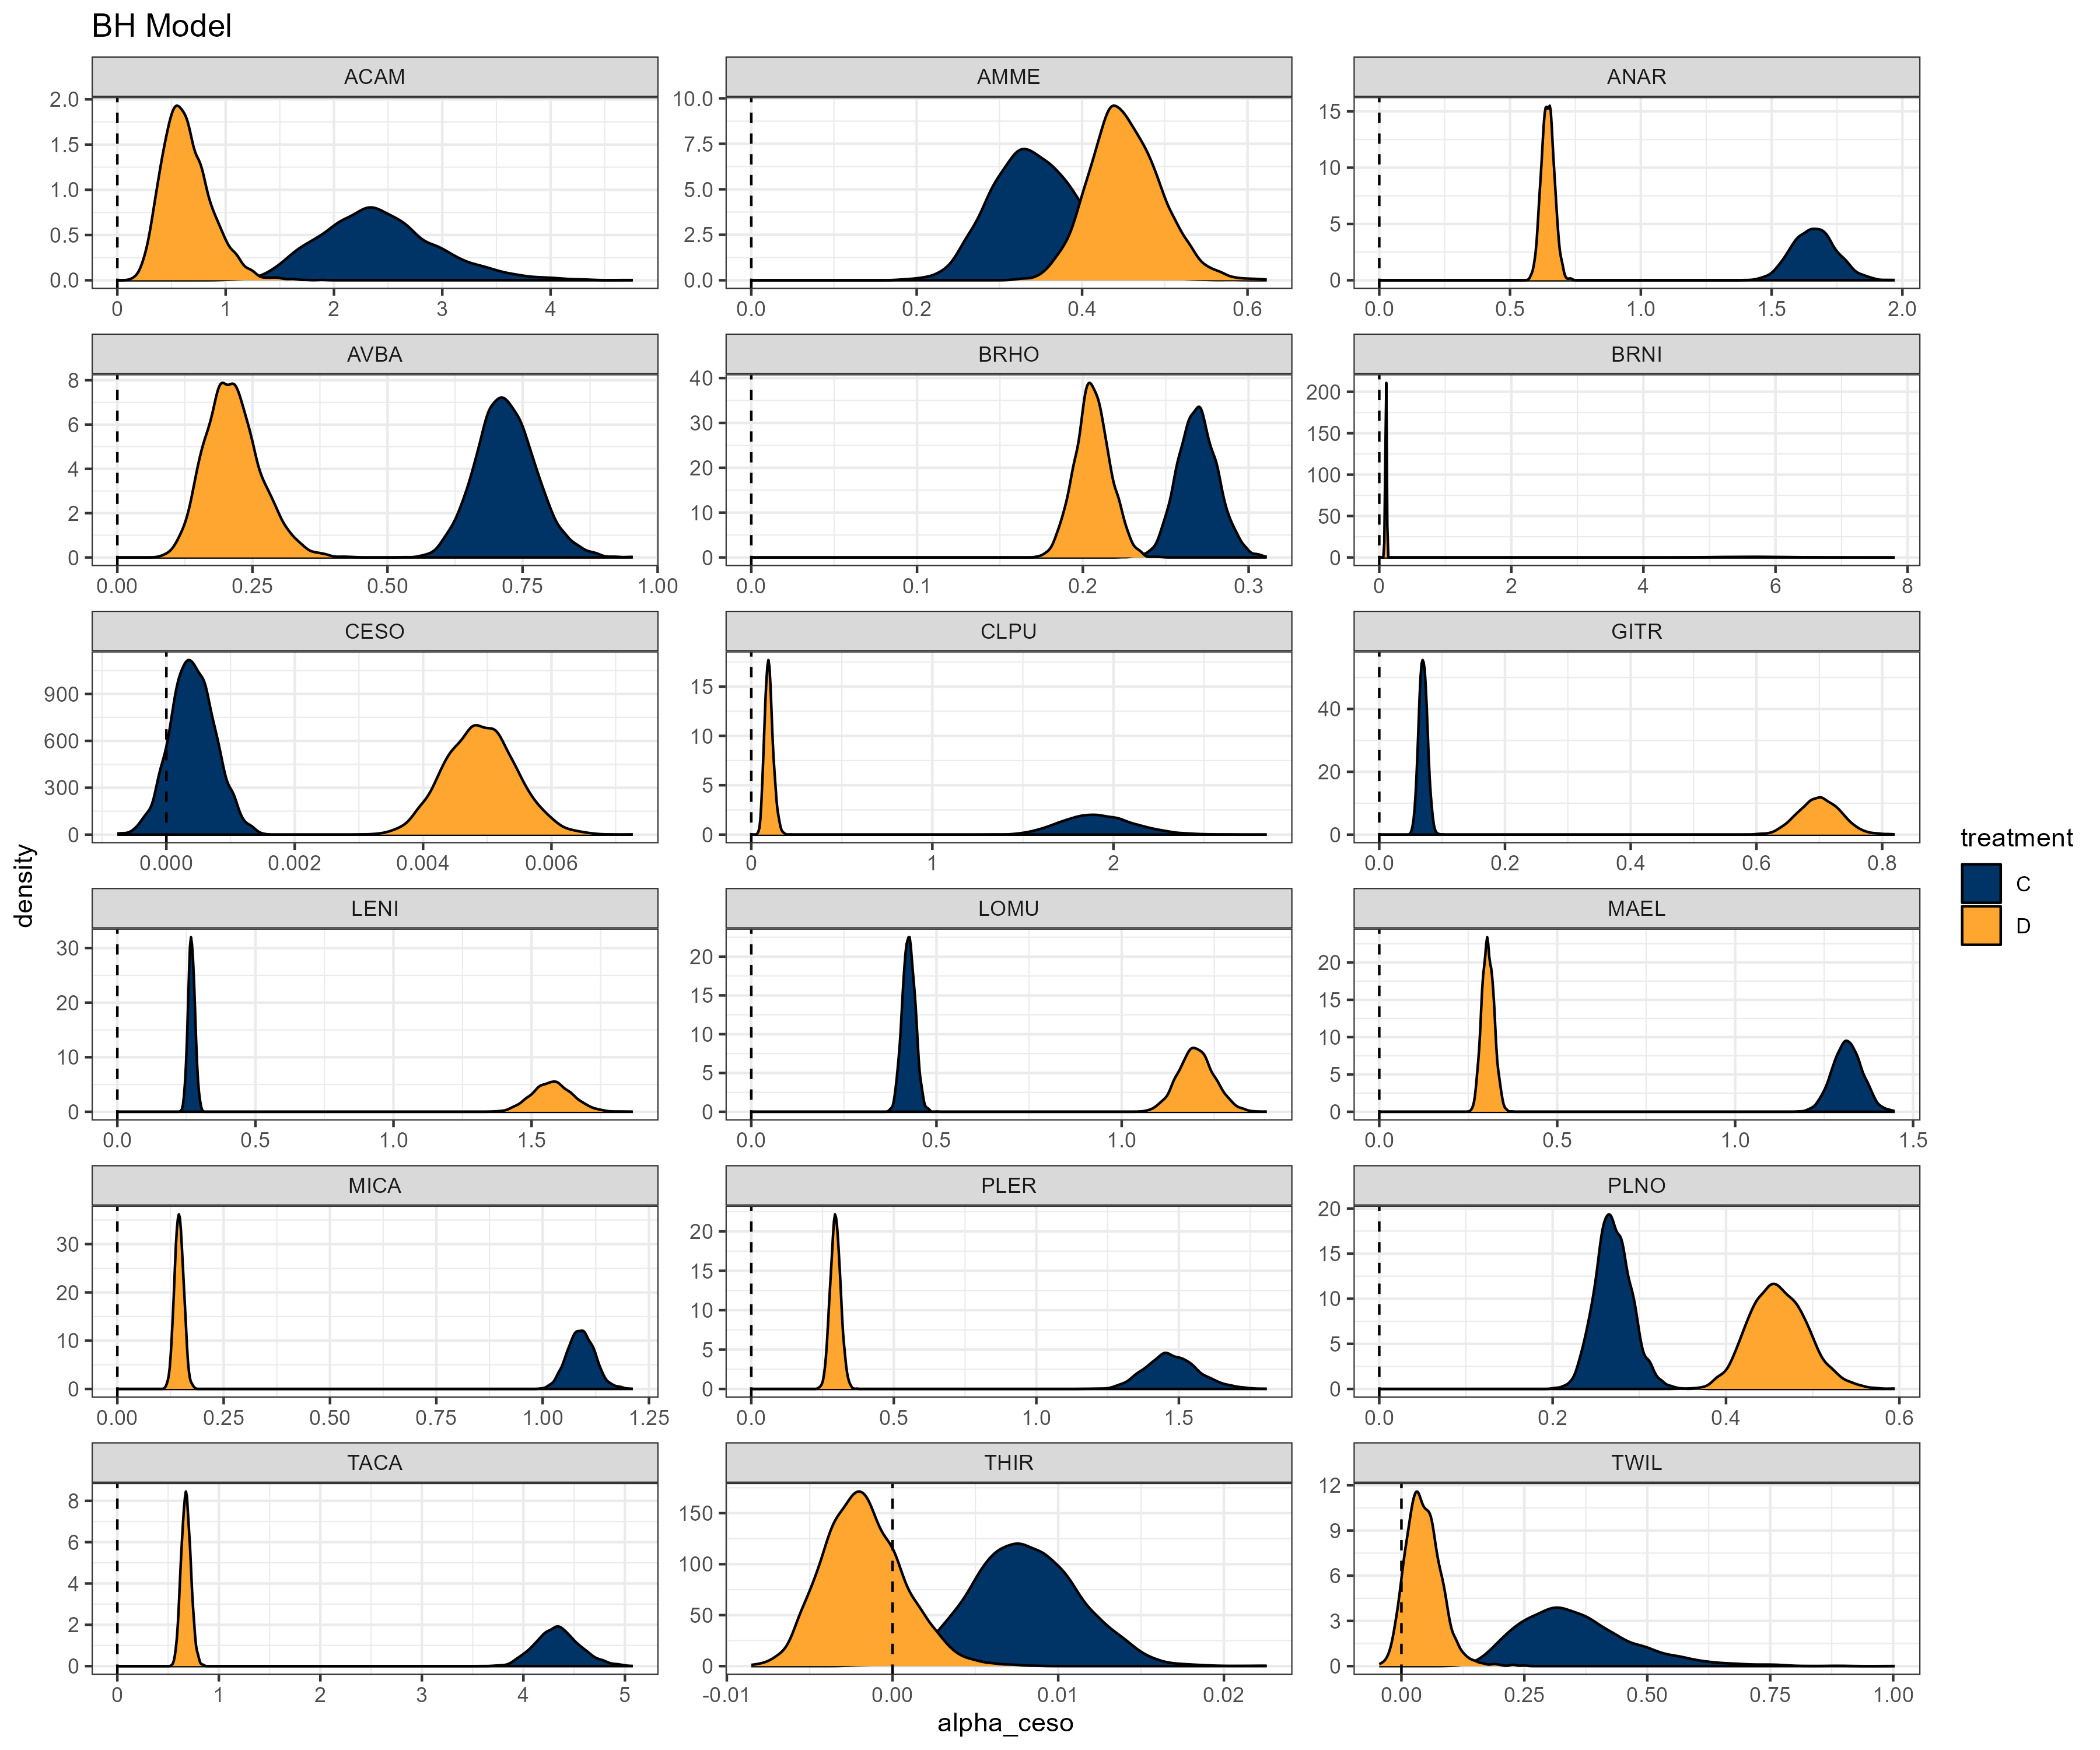 BH Model
ACAM AMME ANAR
2.0 1.5 1.0 0.5 0.0
10.0 7.5 5.0 2.5 0.0
15 10 5 0
0 1 2 3 4
0.0 0.2 0.4 0.6
0.0 0.5 1.0 1.5 2.0
AVBA BRHO BRNI
8 6 4 2 0
40 30 20 10 0
200 150 100 50 0
0.00 0.25 0.50 0.75 1.00
0.0 0.1 0.2 0.3
0 2 4 6 8
CESO CLPU GITR
900 600 300 0
15 10 5 0
40 20 0
0.000 0.002 0.004 0.006
0 1 2
0.0 0.2 0.4 0.6 0.8
LENI LOMU MAEL
30 20 10 0
20 15 10 5 0
20 15 10 5 0
0.0 0.5 1.0 1.5
0.0 0.5 1.0
0.0 0.5 1.0 1.5
MICA PLER PLNO
30 20 10 0
20 15 10 5 0
20 15 10 5 0
0.00 0.25 0.50 0.75 1.00 1.25
0.0 0.5 1.0 1.5
0.0 0.2 0.4 0.6
TACA THIR TWIL
8 6 4 2 0
150 100 50 0
12 9 6 3 0
0 1 2 3 4 5
-0.01 0.00 0.01 0.02
0.00 0.25 0.50 0.75 1.00
density
alpha_ceso
treatment
C
D